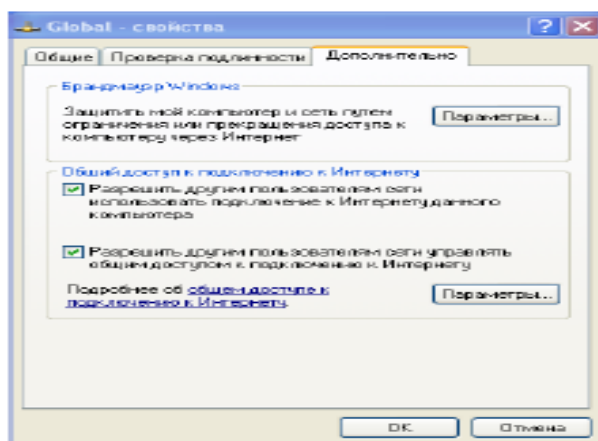 Global - свойства
Общие
Проверка подлинности
Дополнительно
Брандмауэр Windows
Защитить мой компьютер и сеть путем
ограничения или прекращения доступа к
компьютеру через Интернет
Параметры...
Общий доступ к подключению к Интернету
Разрешить другим пользователям сети
использовать подключение к Интернету данного
компьютера
Разрешить другим пользователям сети управлять
общим доступом к подключению к Интернету
Подробнее об общем доступе к
подключению к Интернету.
Параметры...
ОК
Отмена